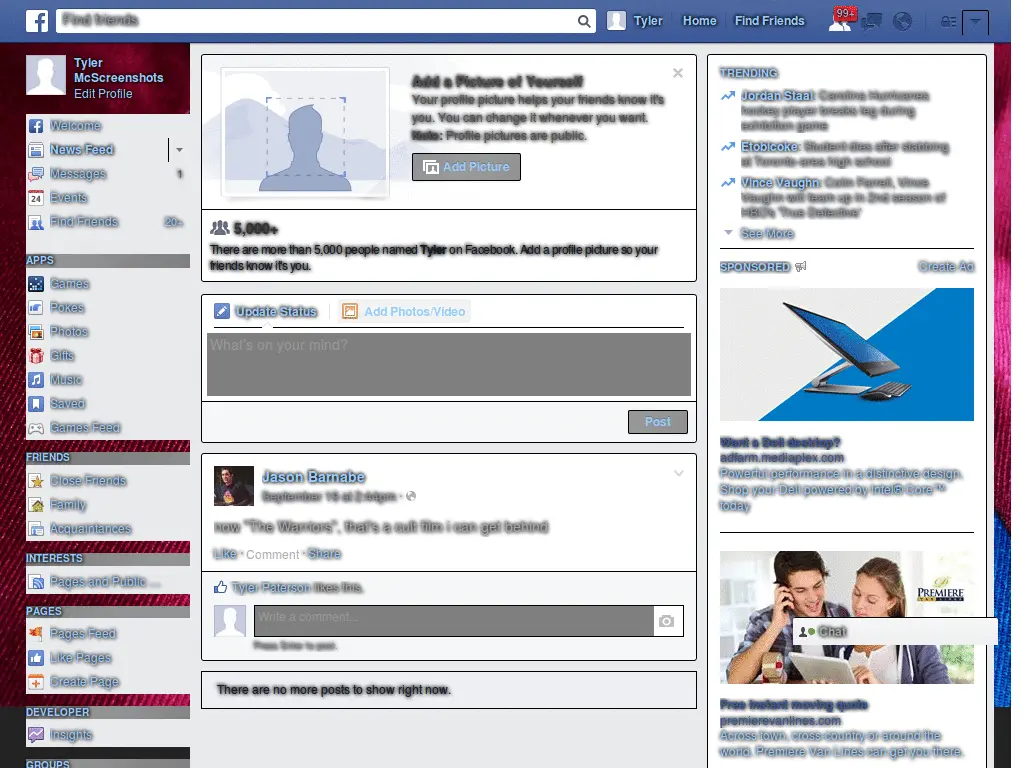 Find friends
Tyler
Home
Find Friends
99+
Tyler
McScreenshots
Edit Profile
Welcome
News Feed
Messages
1
24
Events
Find Friends
20+
APPS
Games
Pokes
Photos
Gifts
Music
Saved
Games Feed
FRIENDS
Close Friends
Family
Acquaintances
INTERESTS
Pages and Public ...
PAGES
Pages Feed
Like Pages
Create Page
DEVELOPER
Insights
GROUPS
Add a Picture of Yourself
Your profile picture helps your friends know it's
you. You can change it whenever you want.
Note: Profile pictures are public.
Add Picture
5,000+
There are more than 5,000 people named Tyler on Facebook. Add a profile picture so your
friends know it's you.
Update Status
Add Photos/Video
What's on your mind?
Post
Jason Barnabe
September 16 at 2:44pm ·
now "The Warriors", that's a cult film i can get behind
Like · Comment · Share
Tyler Paterson likes this.
Write a comment...
Press Enter to post.
There are no more posts to show right now.
TRENDING
Jordan Staal: Carolina Hurricanes
hockey player breaks leg during
exhibition game
Etobicoke: Student dies after stabbing
at Toronto-area high school
Vince Vaughn: Colin Farrell, Vince
Vaughn will team up in 2nd season of
HBO's 'True Detective'
See More
SPONSORED
Create Ad
Want a Dell desktop?
adfarm.mediaplex.com
Powerful performance in a distinctive design.
Shop your Dell powered by Intel® Core™
today
PREMIERE
VAN LINES
Chat
Free instant moving quote
premierevanlines.com
Across town, cross-country or around the
world, Premiere Van Lines can get you there.